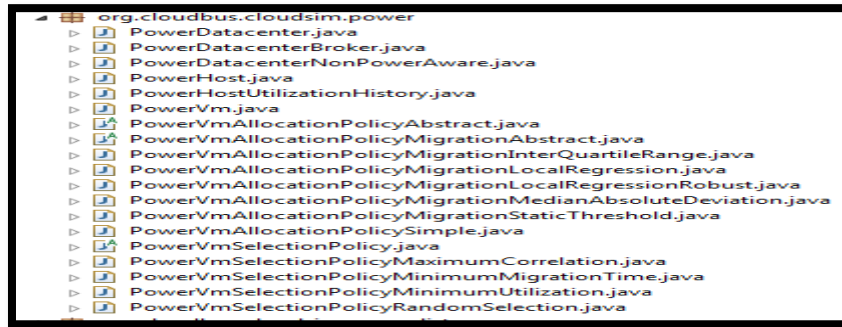 org.cloudbus.cloudsim.power
PowerDatacenter.java
PowerDatacenterBroker.java
PowerDatacenterNonPowerAware.java
PowerHost.java
PowerHostUtilizationHistory.java
PowerVm.java
PowerVmAllocationPolicyAbstract.java
PowerVmAllocationPolicyMigrationAbstract.java
PowerVmAllocationPolicyMigrationInterQuartileRange.java
PowerVmAllocationPolicyMigrationLocalRegression.java
PowerVmAllocationPolicyMigrationLocalRegressionRobust.java
PowerVmAllocationPolicyMigrationMedianAbsoluteDeviation.java
PowerVmAllocationPolicyMigrationStaticThreshold.java
PowerVmAllocationPolicySimple.java
PowerVmSelectionPolicy.java
PowerVmSelectionPolicyMaximumCorrelation.java
PowerVmSelectionPolicyMinimumMigrationTime.java
PowerVmSelectionPolicyMinimumUtilization.java
PowerVmSelectionPolicyRandomSelection.java